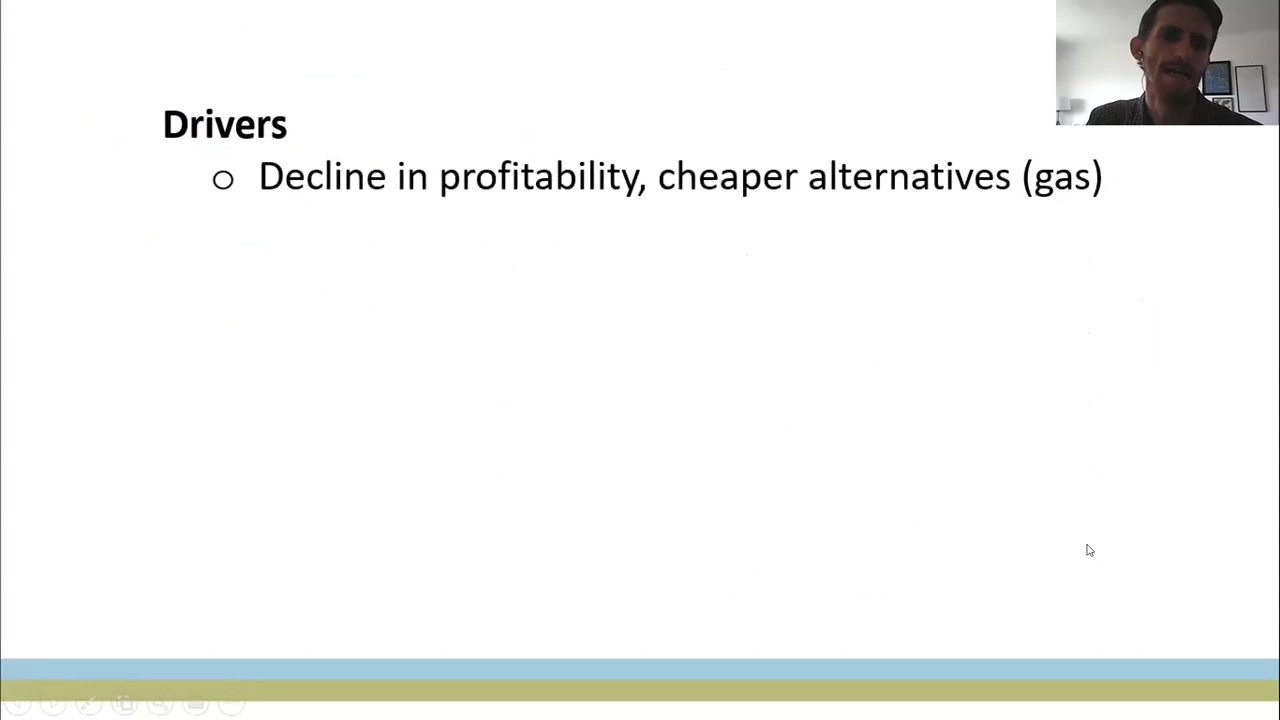 Drivers
o Decline in profitability, cheaper alternatives (gas)